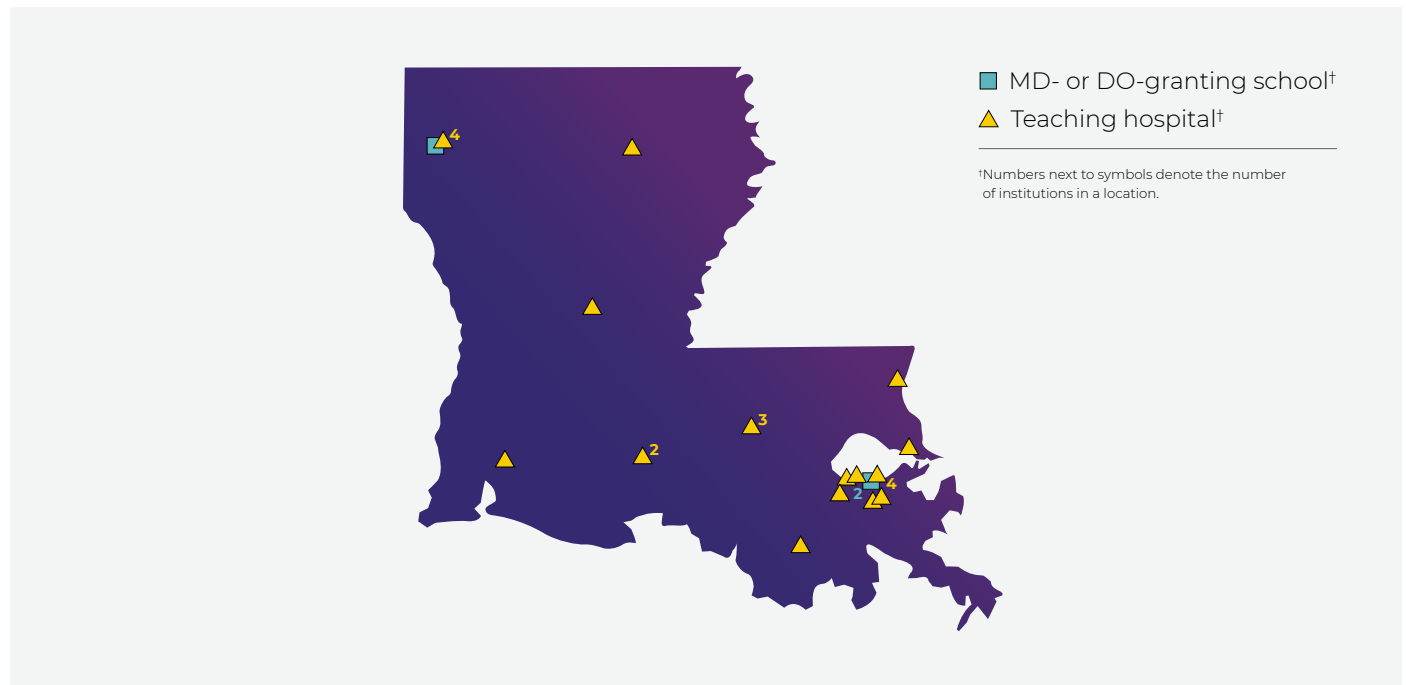 MD- or DO-granting school†
Teaching hospital†
†Numbers next to symbols denote the number
of institutions in a location.
4
3
2
4
2